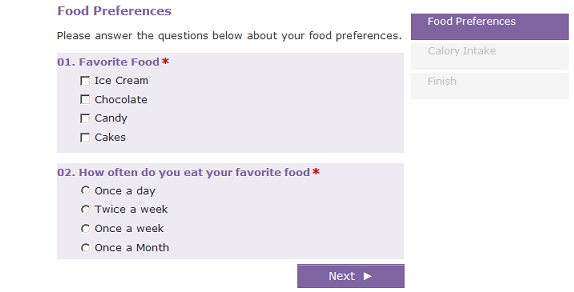 Food Preferences
Please answer the questions below about your food preferences.
01. Favorite Food *
Ice Cream
Chocolate
Candy
Cakes
02. How often do you eat your favorite food *
Once a day
Twice a week
Once a week
Once a Month
Next ►
Food Preferences
Calory Intake
Finish